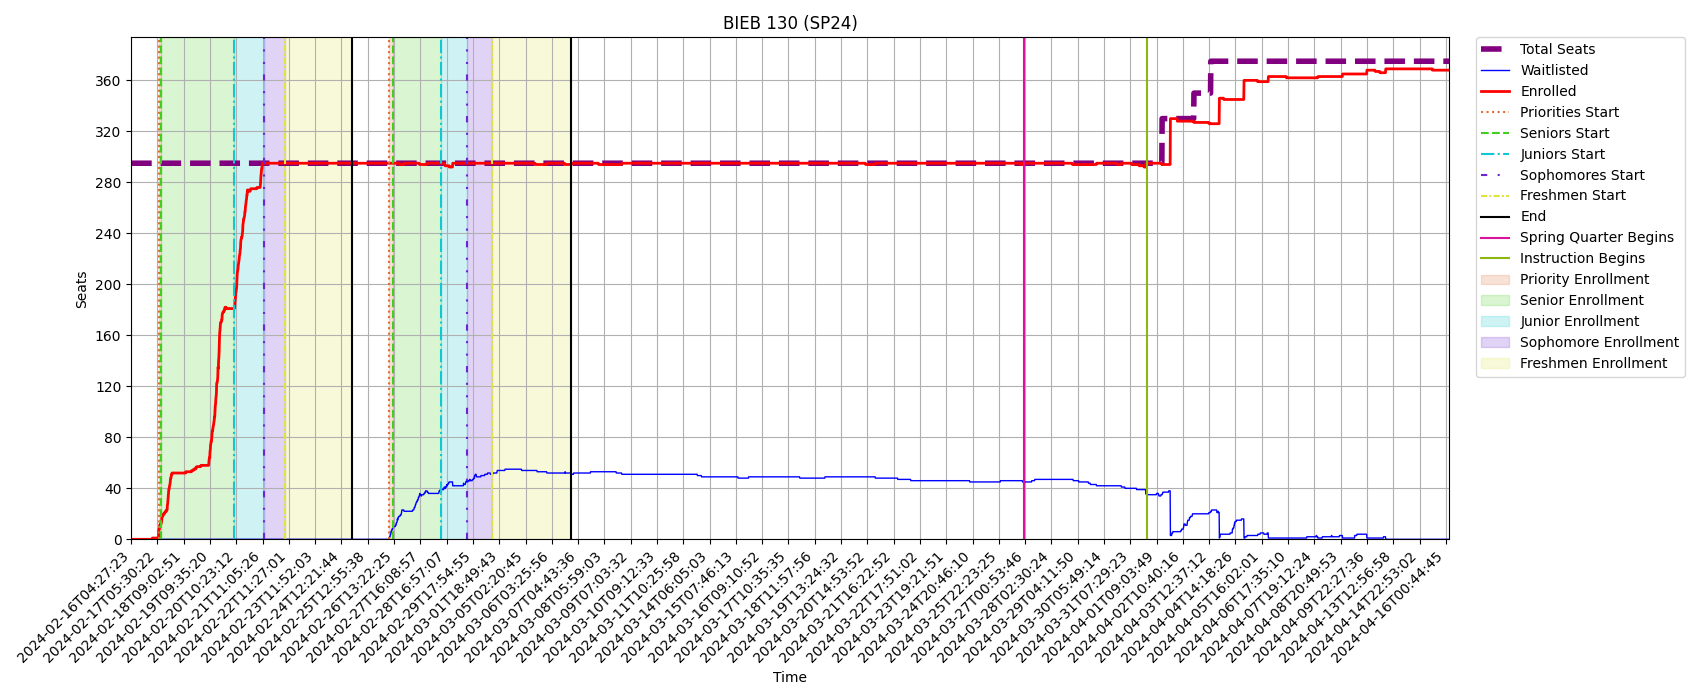 BIEB 130 (SP24)
Seats
360
320
280
240
200
160
120
80
40
0
2024-02-16T04:27:23
2024-02-17T05:30:22
2024-02-18T09:02:51
2024-02-19T09:35:20
2024-02-20T10:23:12
2024-02-21T11:05:26
2024-02-22T11:27:01
2024-02-23T11:52:03
2024-02-24T12:21:44
2024-02-25T12:55:38
2024-02-26T13:22:25
2024-02-27T16:08:57
2024-02-28T16:57:07
2024-02-29T17:54:55
2024-03-01T18:49:43
2024-03-05T02:20:45
2024-03-06T03:25:56
2024-03-07T04:43:36
2024-03-08T05:59:03
2024-03-09T07:03:32
2024-03-10T09:12:33
2024-03-11T10:25:58
2024-03-14T06:05:03
2024-03-15T07:46:13
2024-03-16T09:10:52
2024-03-17T10:35:35
2024-03-18T11:57:56
2024-03-19T13:24:32
2024-03-20T14:53:52
2024-03-21T16:22:52
2024-03-22T17:51:02
2024-03-23T19:21:51
2024-03-24T20:46:10
2024-03-25T22:23:25
2024-03-27T00:53:46
2024-03-28T02:30:24
2024-03-29T04:11:50
2024-03-30T05:49:14
2024-03-31T07:29:23
2024-04-01T09:03:49
2024-04-02T10:40:16
2024-04-03T12:37:12
2024-04-04T14:18:26
2024-04-05T16:02:01
2024-04-06T17:35:10
2024-04-07T19:12:24
2024-04-08T20:49:53
2024-04-09T22:27:36
2024-04-13T12:56:58
2024-04-14T22:53:02
2024-04-16T00:44:45
Time
Total Seats
Waitlisted
Enrolled
Priorities Start
Seniors Start
Juniors Start
Sophomores Start
Freshmen Start
End
Spring Quarter Begins
Instruction Begins
Priority Enrollment
Senior Enrollment
Junior Enrollment
Sophomore Enrollment
Freshmen Enrollment